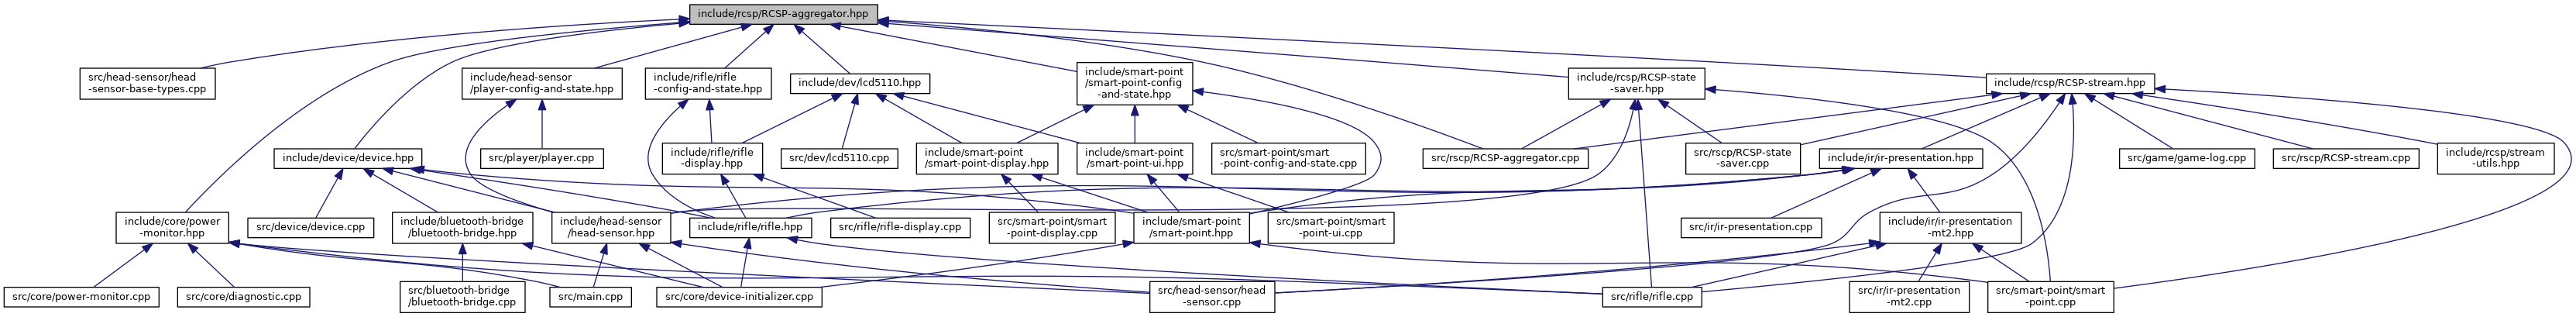 include/rcsp/RCSP-aggregator.hpp
src/head-sensor/head
-sensor-base-types.cpp
include/head-sensor
/player-config-and-state.hpp
include/rifle/rifle
-config-and-state.hpp
include/dev/lcd5110.hpp
include/smart-point
/smart-point-config
-and-state.hpp
include/rcsp/RCSP-state
-saver.hpp
include/rcsp/RCSP-stream.hpp
include/device/device.hpp
src/player/player.cpp
include/rifle/rifle
-display.hpp
src/dev/lcd5110.cpp
include/smart-point
/smart-point-display.hpp
include/smart-point
/smart-point-ui.hpp
src/smart-point/smart
-point-config-and-state.cpp
src/rscp/RCSP-aggregator.cpp
src/rscp/RCSP-state
-saver.cpp
include/ir/ir-presentation.hpp
src/game/game-log.cpp
src/rscp/RCSP-stream.cpp
include/rcsp/stream
-utils.hpp
include/core/power
-monitor.hpp
src/device/device.cpp
include/bluetooth-bridge
/bluetooth-bridge.hpp
include/head-sensor
/head-sensor.hpp
include/rifle/rifle.hpp
src/rifle/rifle-display.cpp
src/smart-point/smart
-point-display.cpp
include/smart-point
/smart-point.hpp
src/smart-point/smart
-point-ui.cpp
src/ir/ir-presentation.cpp
include/ir/ir-presentation
-mt2.hpp
src/core/power-monitor.cpp
src/core/diagnostic.cpp
src/bluetooth-bridge
/bluetooth-bridge.cpp
src/main.cpp
src/core/device-initializer.cpp
src/head-sensor/head
-sensor.cpp
src/rifle/rifle.cpp
src/ir/ir-presentation
-mt2.cpp
src/smart-point/smart
-point.cpp